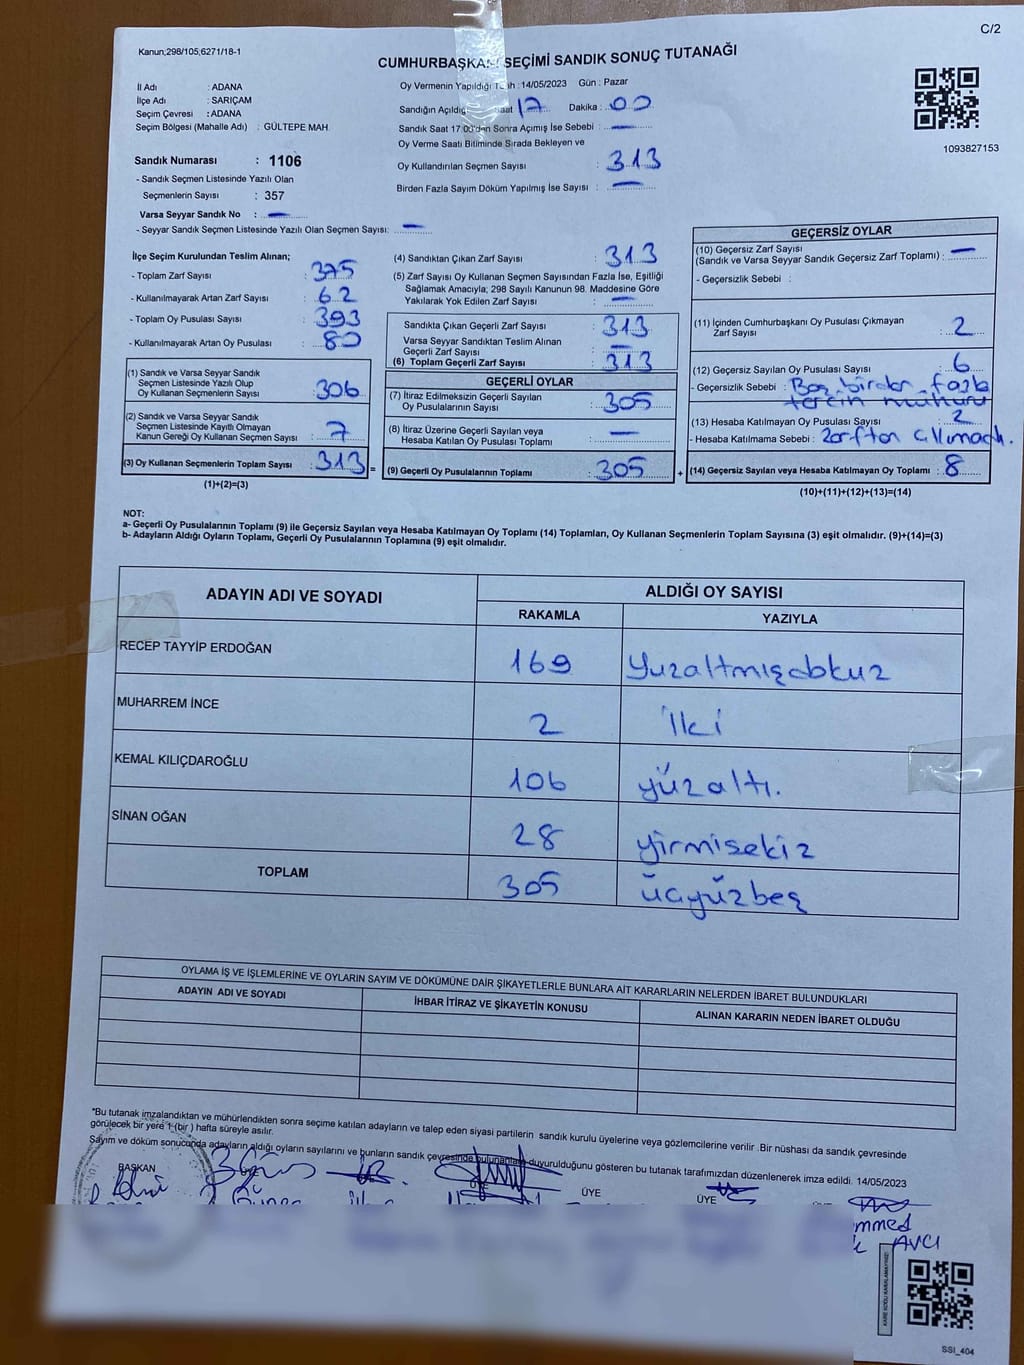 C/2
Kanun;298/105,6271/18-1
CUMHURBAŞKANI SEÇİMİ SANDIK SONUÇ TUTANAĞI
İl Adı : ADANA
İlçe Adı : SARIÇAM
Seçim Çevresi : ADANA
Seçim Bölgesi (Mahalle Adı) : GÜLTEPE MAH.
Sandık Numarası : 1106
- Sandık Seçmen Listesinde Yazılı Olan
Seçmenlerin Sayısı : 357
Varsa Seyyar Sandık No : —
- Seyyar Sandık Seçmen Listesinde Yazılı Olan Seçmen Sayısı: —
Oy Vermenin Yapıldığı Tarih :14/05/2023 Gün : Pazar
Sandığın Açıldığı Saat 17 Dakika : 00
Sandık Saat 17:00'den Sonra Açımış İse Sebebi : —
Oy Verme Saati Bitiminde Sırada Bekleyen ve
Oy Kullandırılan Seçmen Sayısı : 313
Birden Fazla Sayım Döküm Yapılmış İse Sayısı : —
1093827153
İlçe Seçim Kurulundan Teslim Alınan;
- Toplam Zarf Sayısı : 375
- Kullanılmayarak Artan Zarf Sayısı : 62
- Toplam Oy Pusulası Sayısı : 393
- Kullanılmayarak Artan Oy Pusulası : 80
(1) Sandık ve Varsa Seyyar Sandık
Seçmen Listesinde Yazılı Olup
Oy Kullanan Seçmenlerin Sayısı : 306
(2) Sandık ve Varsa Seyyar Sandık
Seçmen Listesinde Kayıtlı Olmayan
Kanun Gereği Oy Kullanan Seçmen Sayısı : 7
(3) Oy Kullanan Seçmenlerin Toplam Sayısı : 313 =
(1)+(2)=(3)
(4) Sandıktan Çıkan Zarf Sayısı : 313
(5) Zarf Sayısı Oy Kullanan Seçmen Sayısından Fazla İse, Eşitliği
Sağlamak Amacıyla; 298 Sayılı Kanunun 98. Maddesine Göre
Yakılarak Yok Edilen Zarf Sayısı : —
Sandıkta Çıkan Geçerli Zarf Sayısı : 313
Varsa Seyyar Sandıktan Teslim Alınan
Geçerli Zarf Sayısı : —
(6) Toplam Geçerli Zarf Sayısı : 313
GEÇERLİ OYLAR
(7) İtiraz Edilmeksizin Geçerli Sayılan
Oy Pusulalarının Sayısı : 305
(8) İtiraz Üzerine Geçerli Sayılan veya
Hesaba Katılan Oy Pusulası Toplamı : —
(9) Geçerli Oy Pusulalarının Toplamı : 305 +
GEÇERSİZ OYLAR
(10) Geçersiz Zarf Sayısı
(Sandık ve Varsa Seyyar Sandık Geçersiz Zarf Toplamı) : —
- Geçersizlik Sebebi :
(11) İçinden Cumhurbaşkanı Oy Pusulası Çıkmayan
Zarf Sayısı : 2
(12) Geçersiz Sayılan Oy Pusulası Sayısı : 6
- Geçersizlik Sebebi : Boş, birden fazla
tercih mühürü
(13) Hesaba Katılmayan Oy Pusulası Sayısı : 2
- Hesaba Katılmama Sebebi : Zarftan çıkmadı.
(14) Geçersiz Sayılan veya Hesaba Katılmayan Oy Toplamı : 8
(10)+(11)+(12)+(13)=(14)
NOT:
a- Geçerli Oy Pusulalarının Toplamı (9) ile Geçersiz Sayılan veya Hesaba Katılmayan Oy Toplamı (14) Toplamları, Oy Kullanan Seçmenlerin Toplam Sayısına (3) eşit olmalıdır. (9)+(14)=(3)
b- Adayların Aldığı Oyların Toplamı, Geçerli Oy Pusulalarının Toplamına (9) eşit olmalıdır.
ADAYIN ADI VE SOYADI ALDIĞI OY SAYISI
RAKAMLA YAZIYLA
RECEP TAYYİP ERDOĞAN 169 Yüzaltmışdokuz
MUHARREM İNCE 2 İki
KEMAL KILIÇDAROĞLU 106 yüzaltı.
SİNAN OĞAN 28 yirmisekiz
TOPLAM 305 üçyüzbeş
OYLAMA İŞ VE İŞLEMLERİNE VE OYLARIN SAYIM VE DÖKÜMÜNE DAİR ŞİKAYETLERLE BUNLARA AİT KARARLARIN NELERDEN İBARET BULUNDUKLARI
ADAYIN ADI VE SOYADI İHBAR İTİRAZ VE ŞİKAYETİN KONUSU ALINAN KARARIN NEDEN İBARET OLDUĞU
*Bu tutanak imzalandıktan ve mühürlendikten sonra seçime katılan adayların ve talep eden siyasi partilerin sandık kurulu üyelerine veya gözlemcilerine verilir .Bir nüshası da sandık çevresinde
görülecek bir yere 1 (bir ) hafta süreyle asılır.
Sayım ve döküm sonucunda adayların aldığı oyların sayılarını ve bunların sandık çevresinde bulunanlara duyurulduğunu gösteren bu tutanak tarafımızdan düzenlenerek imza edildi. 14/05/2023
BAŞKAN ÜYE ÜYE
AVCI
SSİ_404